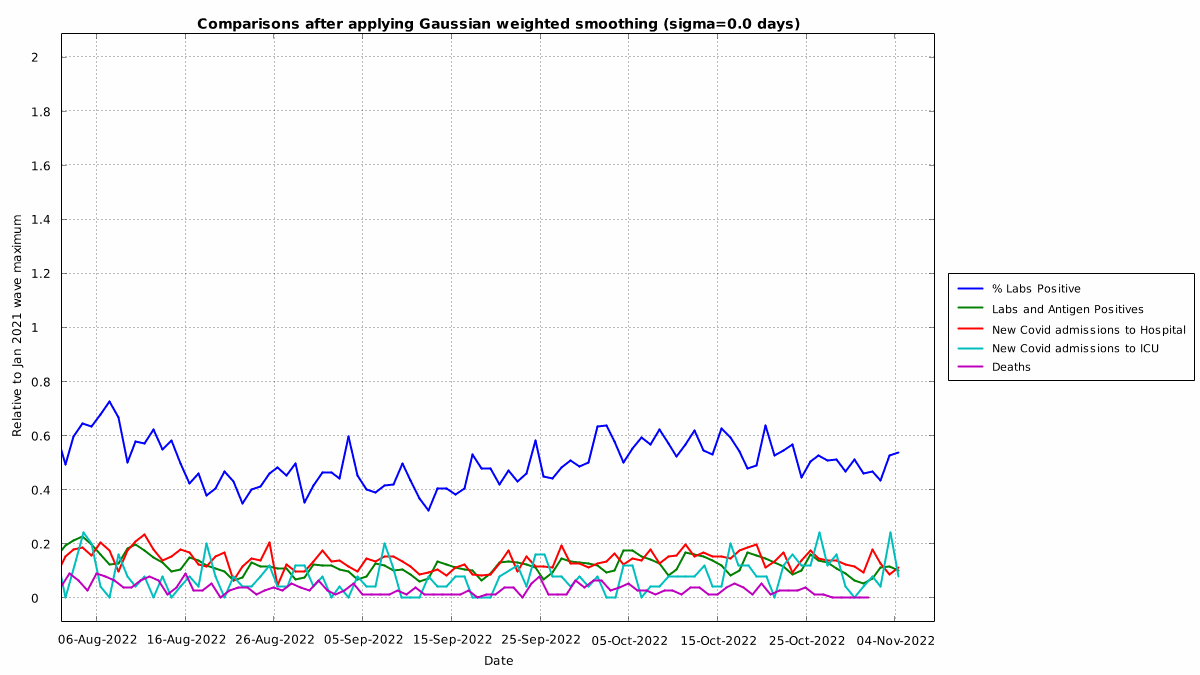 Comparisons after applying Gaussian weighted smoothing (sigma=0.0 days)
2
1.8
1.6
1.4
1.2
1
0.8
0.6
0.4
0.2
0
Relative to Jan 2021 wave maximum
06-Aug-2022 16-Aug-2022 26-Aug-2022 05-Sep-2022 15-Sep-2022 25-Sep-2022 05-Oct-2022 15-Oct-2022 25-Oct-2022 04-Nov-2022
Date
% Labs Positive
Labs and Antigen Positives
New Covid admissions to Hospital
New Covid admissions to ICU
Deaths